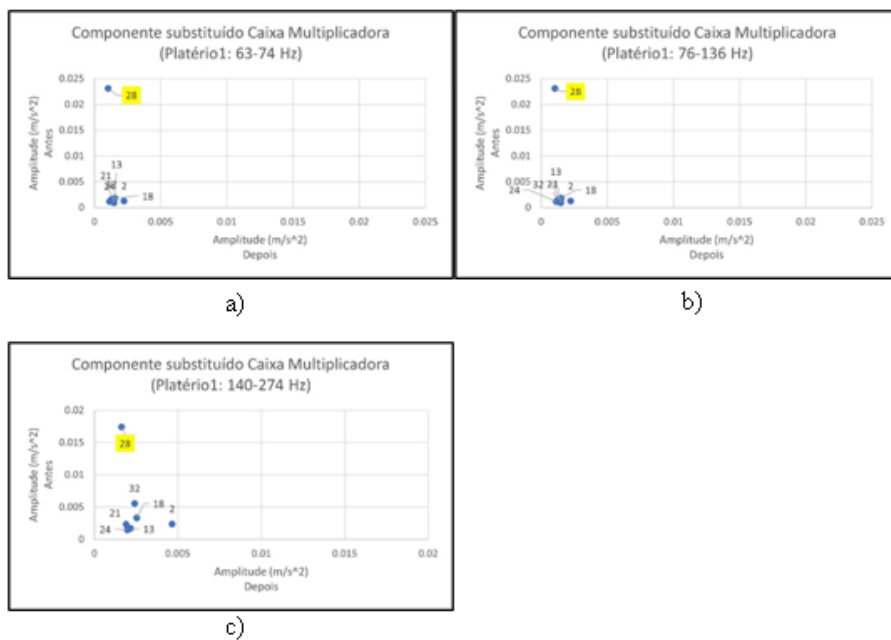 Componente substituído Caixa Multiplicadora
(Platério1: 63-74 Hz)
Amplitude (m/s^2)
Antes
0.025
0.02
0.015
0.01
0.005
0
28
13
21
24
2
18
0
0.005
0.01
0.015
0.02
0.025
Amplitude (m/s^2)
Depois
a)
Componente substituído Caixa Multiplicadora
(Platério1: 76-136 Hz)
Amplitude (m/s^2)
Antes
0.025
0.02
0.015
0.01
0.005
0
28
13
32
21
2
24
18
0
0.005
0.01
0.015
0.02
0.025
Amplitude (m/s^2)
Depois
b)
Componente substituído Caixa Multiplicadora
(Platério1: 140-274 Hz)
Amplitude (m/s^2)
Antes
0.02
0.015
0.01
0.005
0
28
32
18
2
21
24
13
0
0.005
0.01
0.015
0.02
Amplitude (m/s^2)
Depois
c)